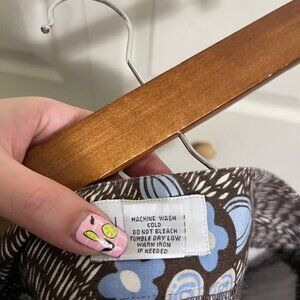 MACHINE WASH
COLD
DO NOT BLEACH
TUMBLE DRY LOW
WARM IRON
IF NEEDED